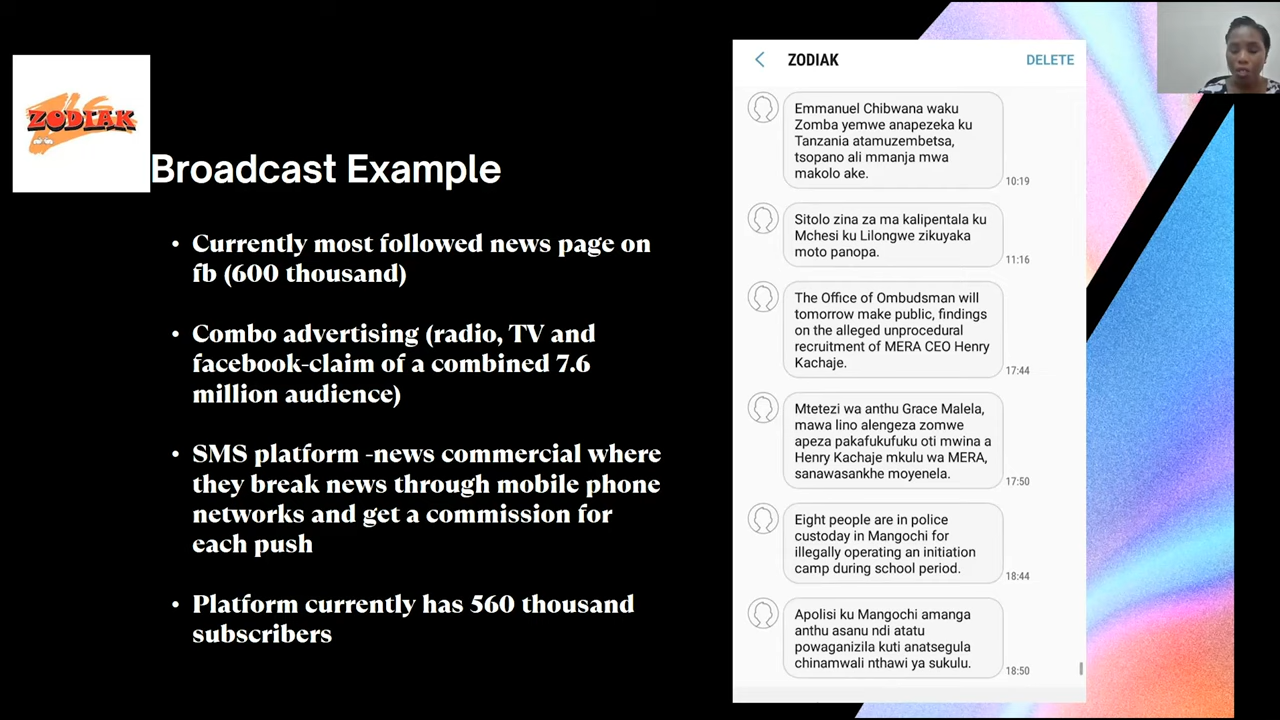 ZODIAK
Broadcast Example
• Currently most followed news page on
fb (600 thousand)
• Combo advertising (radio, TV and
facebook-claim of a combined 7.6
million audience)
• SMS platform -news commercial where
they break news through mobile phone
networks and get a commission for
each push
• Platform currently has 560 thousand
subscribers
ZODIAK
DELETE
Emmanuel Chibwana waku
Zomba yemwe anapezeka ku
Tanzania atamuzembetsa,
tsopano ali mmanja mwa
makolo ake.
10:19
Sitolo zina za ma kalipentala ku
Mchesi ku Lilongwe zikuyaka
moto panopa.
11:16
The Office of Ombudsman will
tomorrow make public, findings
on the alleged unprocedural
recruitment of MERA CEO Henry
Kachaje.
17:44
Mtetezi wa anthu Grace Malela,
mawa lino alengeza zomwe
apeza pakafukufuku oti mwina a
Henry Kachaje mkulu wa MERA,
sanawasankhe moyenela.
17:50
Eight people are in police
custoday in Mangochi for
illegally operating an initiation
camp during school period.
18:44
Apolisi ku Mangochi amanga
anthu asanu ndi atatu
powaganizila kuti anatsegula
chinamwali nthawi ya sukulu.
18:50